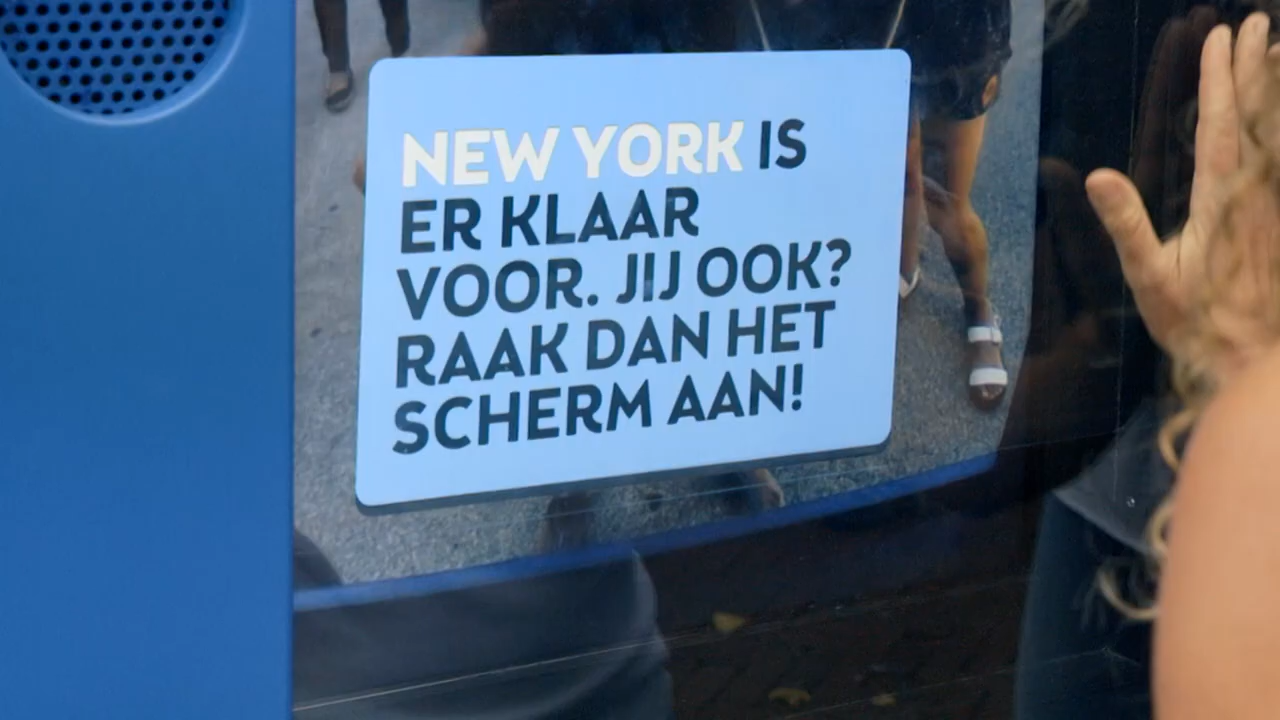 NEW YORK IS
ER KLAAR
VOOR. JIJ OOK?
RAAK DAN HET
SCHERM AAN!